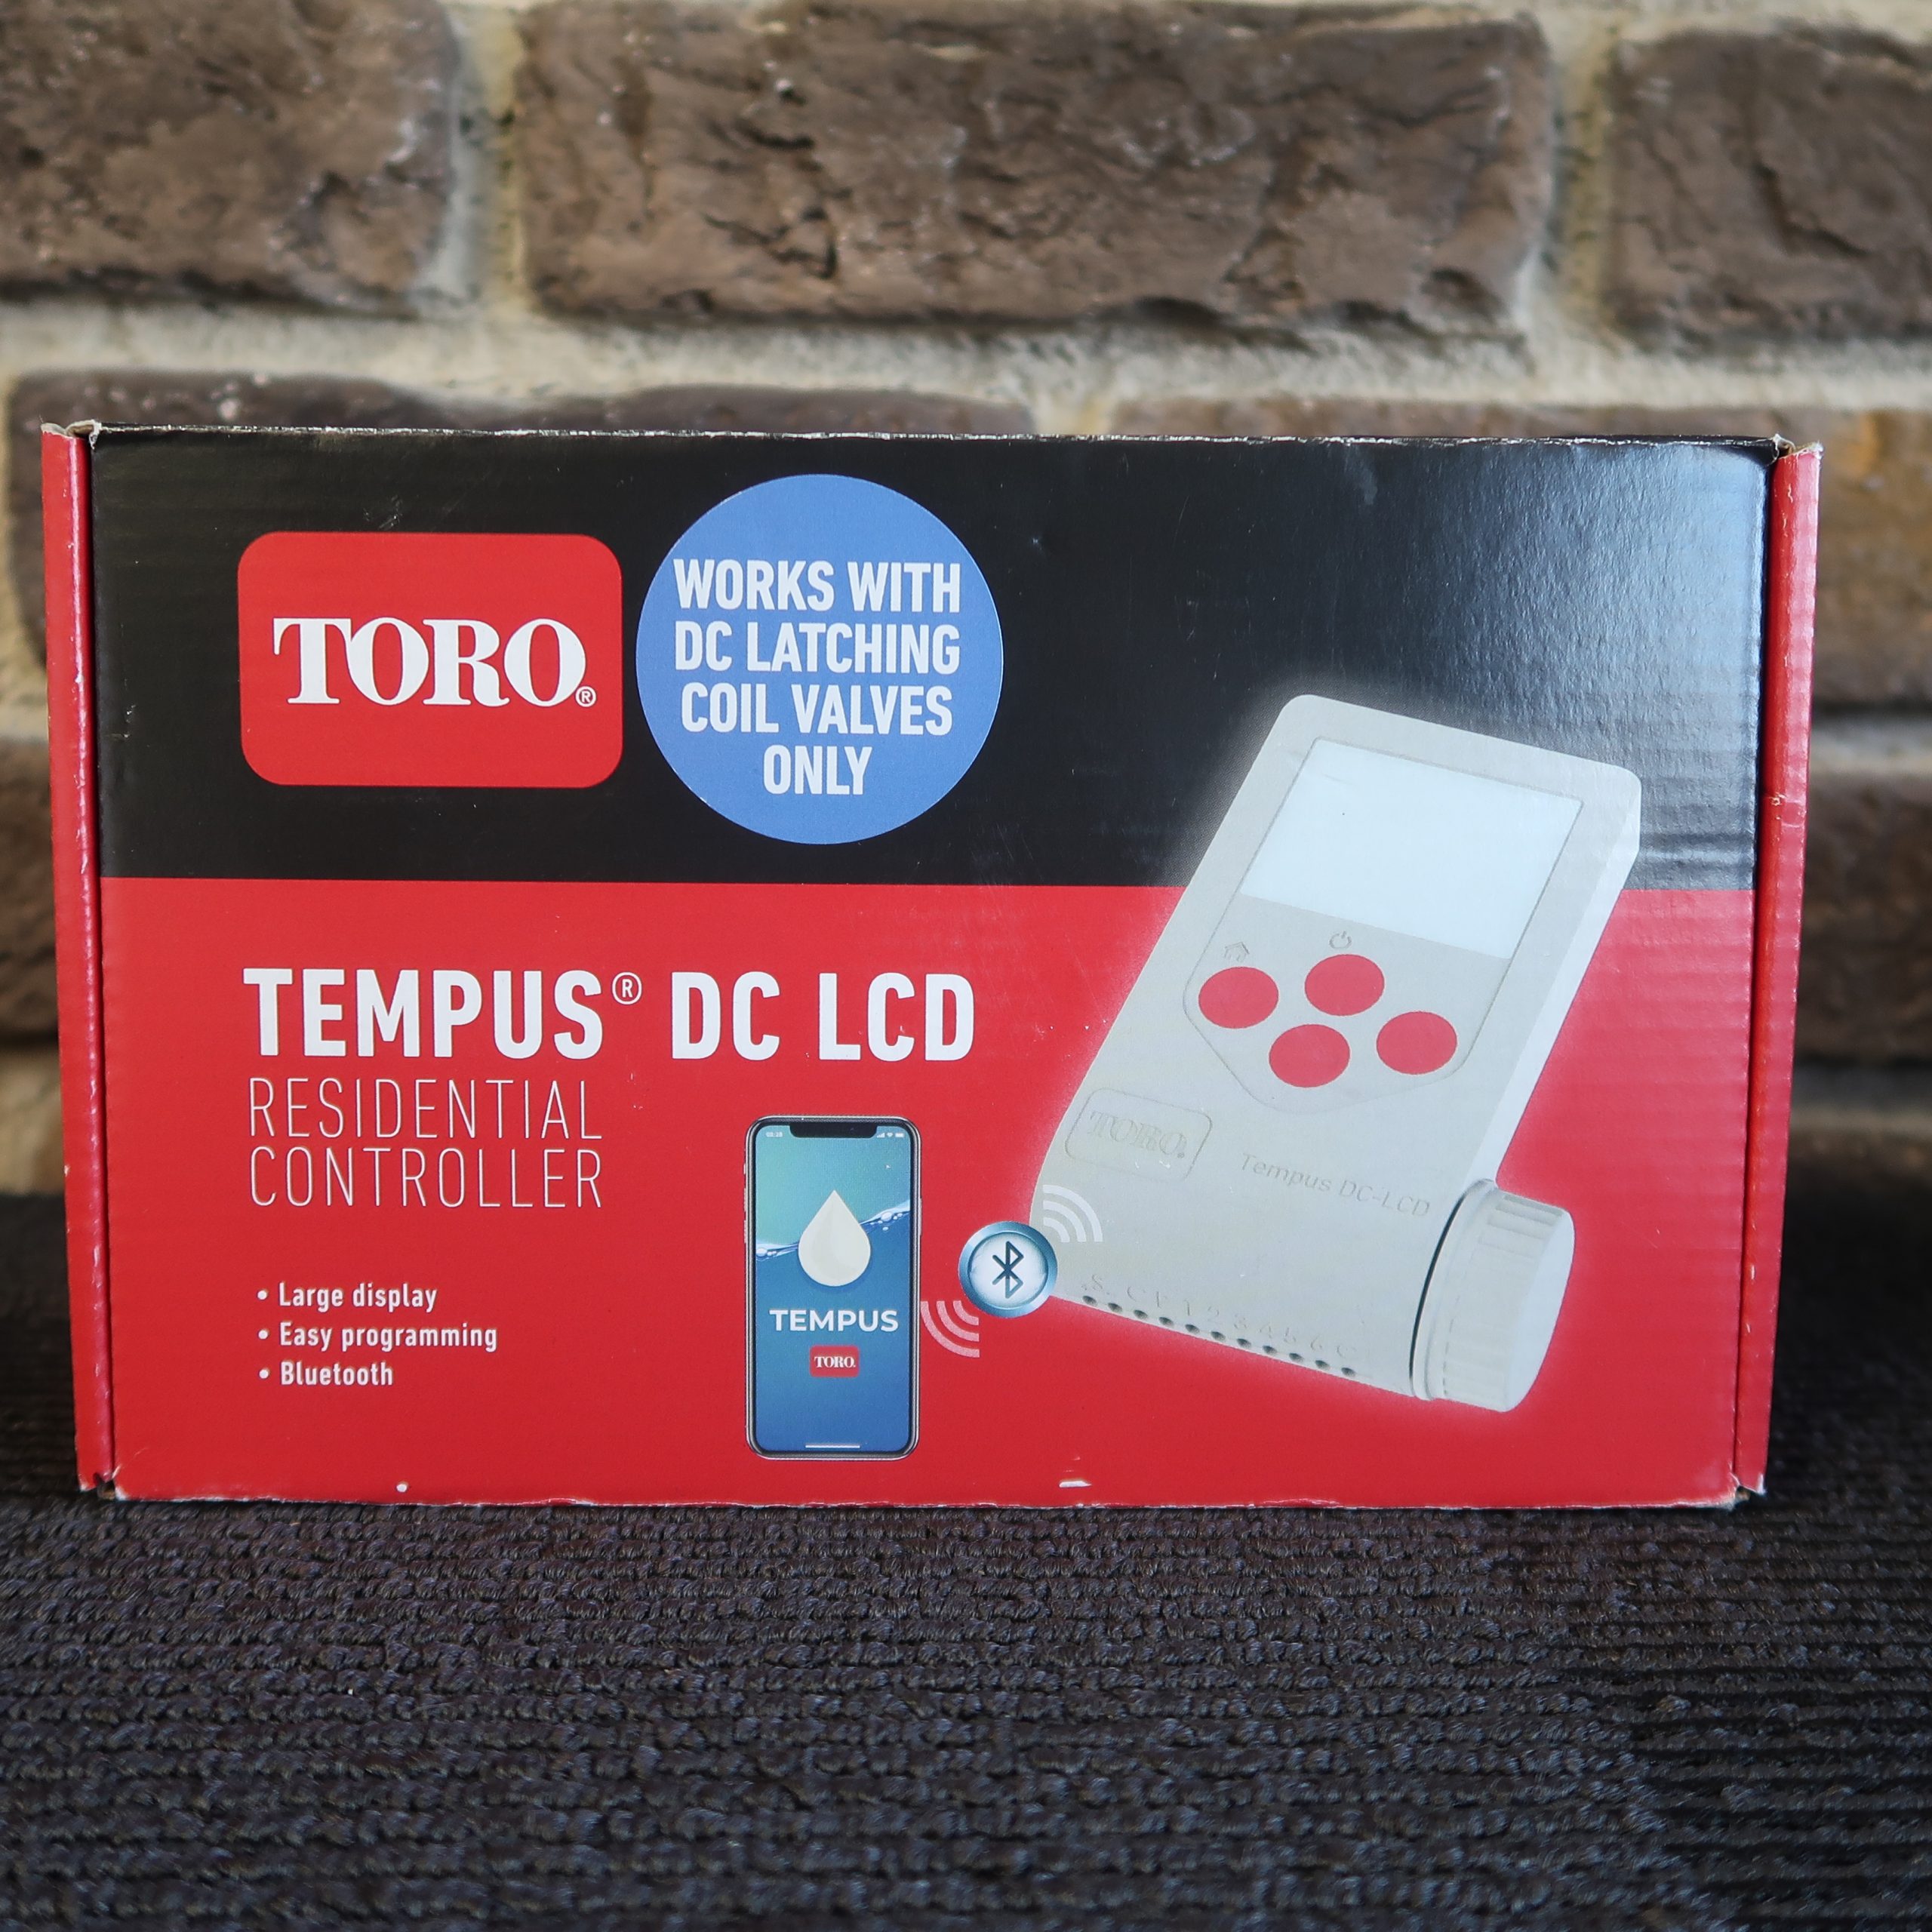 TORO®
WORKS WITH
DC LATCHING
COIL VALVES
ONLY
TEMPUS® DC LCD
RESIDENTIAL
CONTROLLER
• Large display
• Easy programming
• Bluetooth
TEMPUS
TORO.
TORO.
Tempus DC-LCD